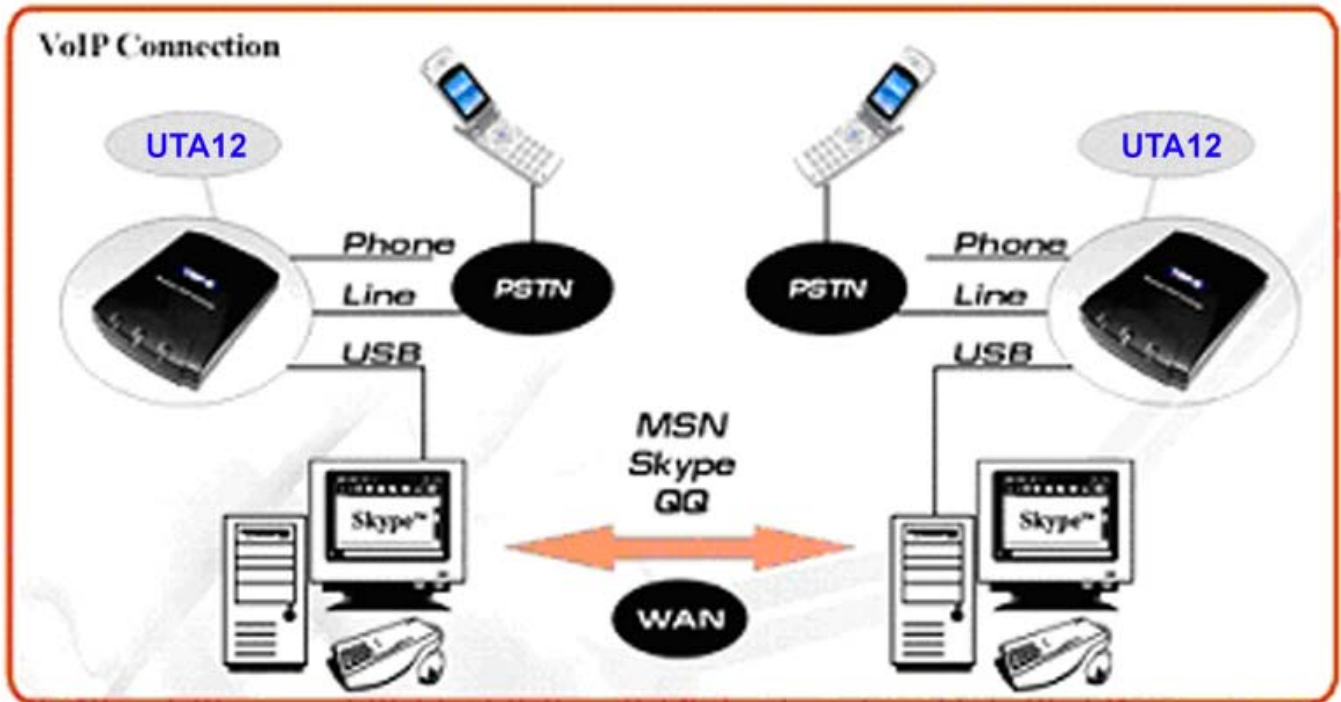 VoIP Connection
UTA12
UTA12
Phone
Line
USB
PSTN
PSTN
Phone
Line
USB
MSN
Skype
QQ
WAN
Skype™
Skype™